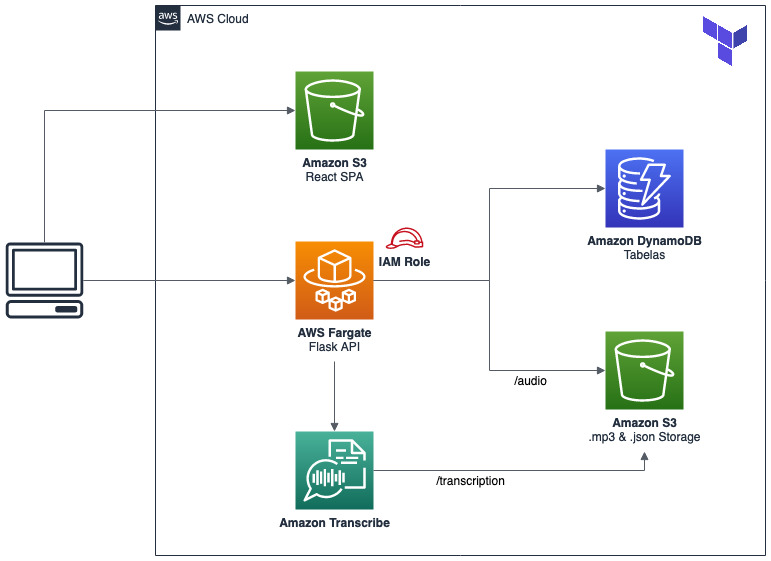 aws
AWS Cloud
Amazon S3
React SPA
IAM Role
AWS Fargate
Flask API
Amazon DynamoDB
Tabelas
/audio
Amazon S3
.mp3 & .json Storage
/transcription
Amazon Transcribe